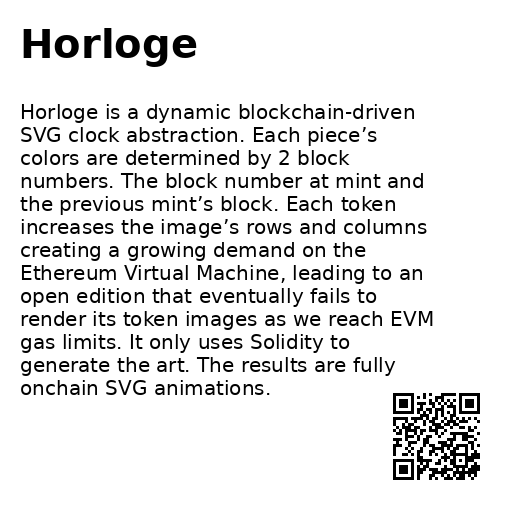 Horloge
Horloge is a dynamic blockchain-driven
SVG clock abstraction. Each piece’s
colors are determined by 2 block
numbers. The block number at mint and
the previous mint’s block. Each token
increases the image’s rows and columns
creating a growing demand on the
Ethereum Virtual Machine, leading to an
open edition that eventually fails to
render its token images as we reach EVM
gas limits. It only uses Solidity to
generate the art. The results are fully
onchain SVG animations.